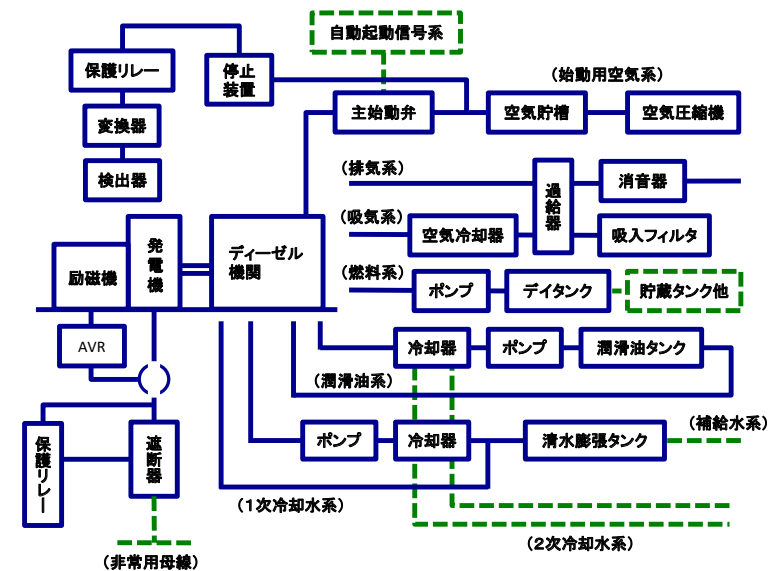 自動起動信号系
保護リレー
停止
装置
(始動用空気系)
変換器
主始動弁
空気貯槽
空気圧縮機
検出器
(排気系)
過給器
消音器
(吸気系)
空気冷却器
吸入フィルタ
発電機
ディーゼル
機関
励磁機
(燃料系)
ポンプ
デイタンク
貯蔵タンク他
AVR
冷却器
ポンプ
潤滑油タンク
(潤滑油系)
(補給水系)
保護リレー
遮断器
ポンプ
冷却器
清水膨張タンク
(1次冷却水系)
(2次冷却水系)
(非常用母線)